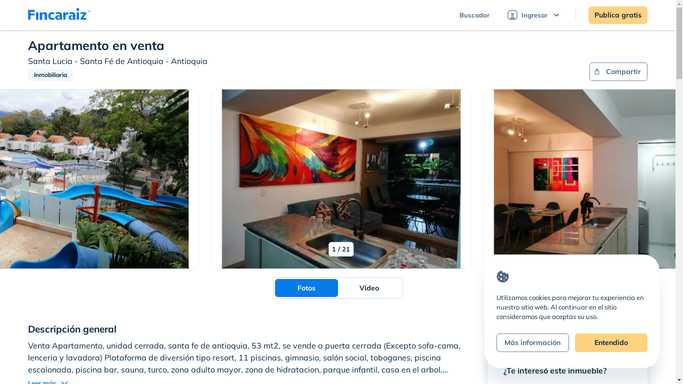 Fincaraiz
Buscador
Ingresar
Publica gratis
Apartamento en venta
Santa Lucia - Santa Fé de Antioquia - Antioquia
Inmobiliaria
Compartir
1 / 21
Fotos
Video
Descripción general
Venta Apartamento, unidad cerrada, santa fe de antioquia, 53 mt2, se vende a puerta cerrada (Excepto sofa-cama,
lenceria y lavadora) Plataforma de diversión tipo resort, 11 piscinas, gimnasio, salón social, toboganes, piscina
escalonada, piscina bar, sauna, turco, zona adulto mayor, zona de hidratacion, parque infantil, casa en el arbol,...
Leer más
Utilizamos cookies para mejorar tu experiencia en
nuestro sitio web. Al continuar en el sitio
consideramos que aceptas su uso.
Más información
Entendido
¿Te interesó este inmueble?